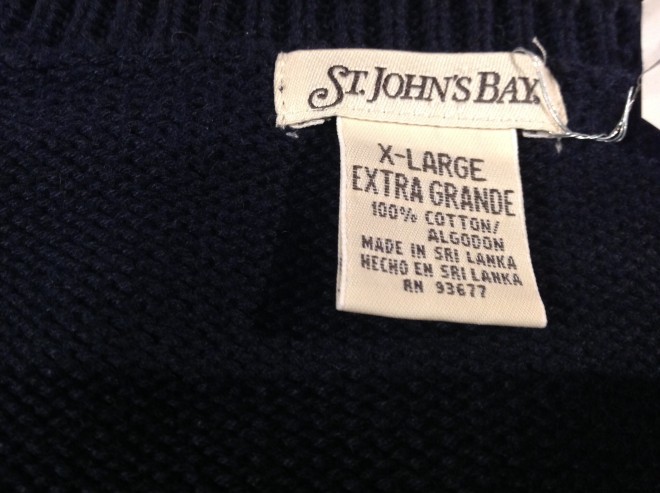 ST. JOHN'S BAY.
X-LARGE
EXTRA GRANDE
100% COTTON/
ALGODON
MADE IN SRI LANKA
HECHO EN SRI LANKA
RN 93677